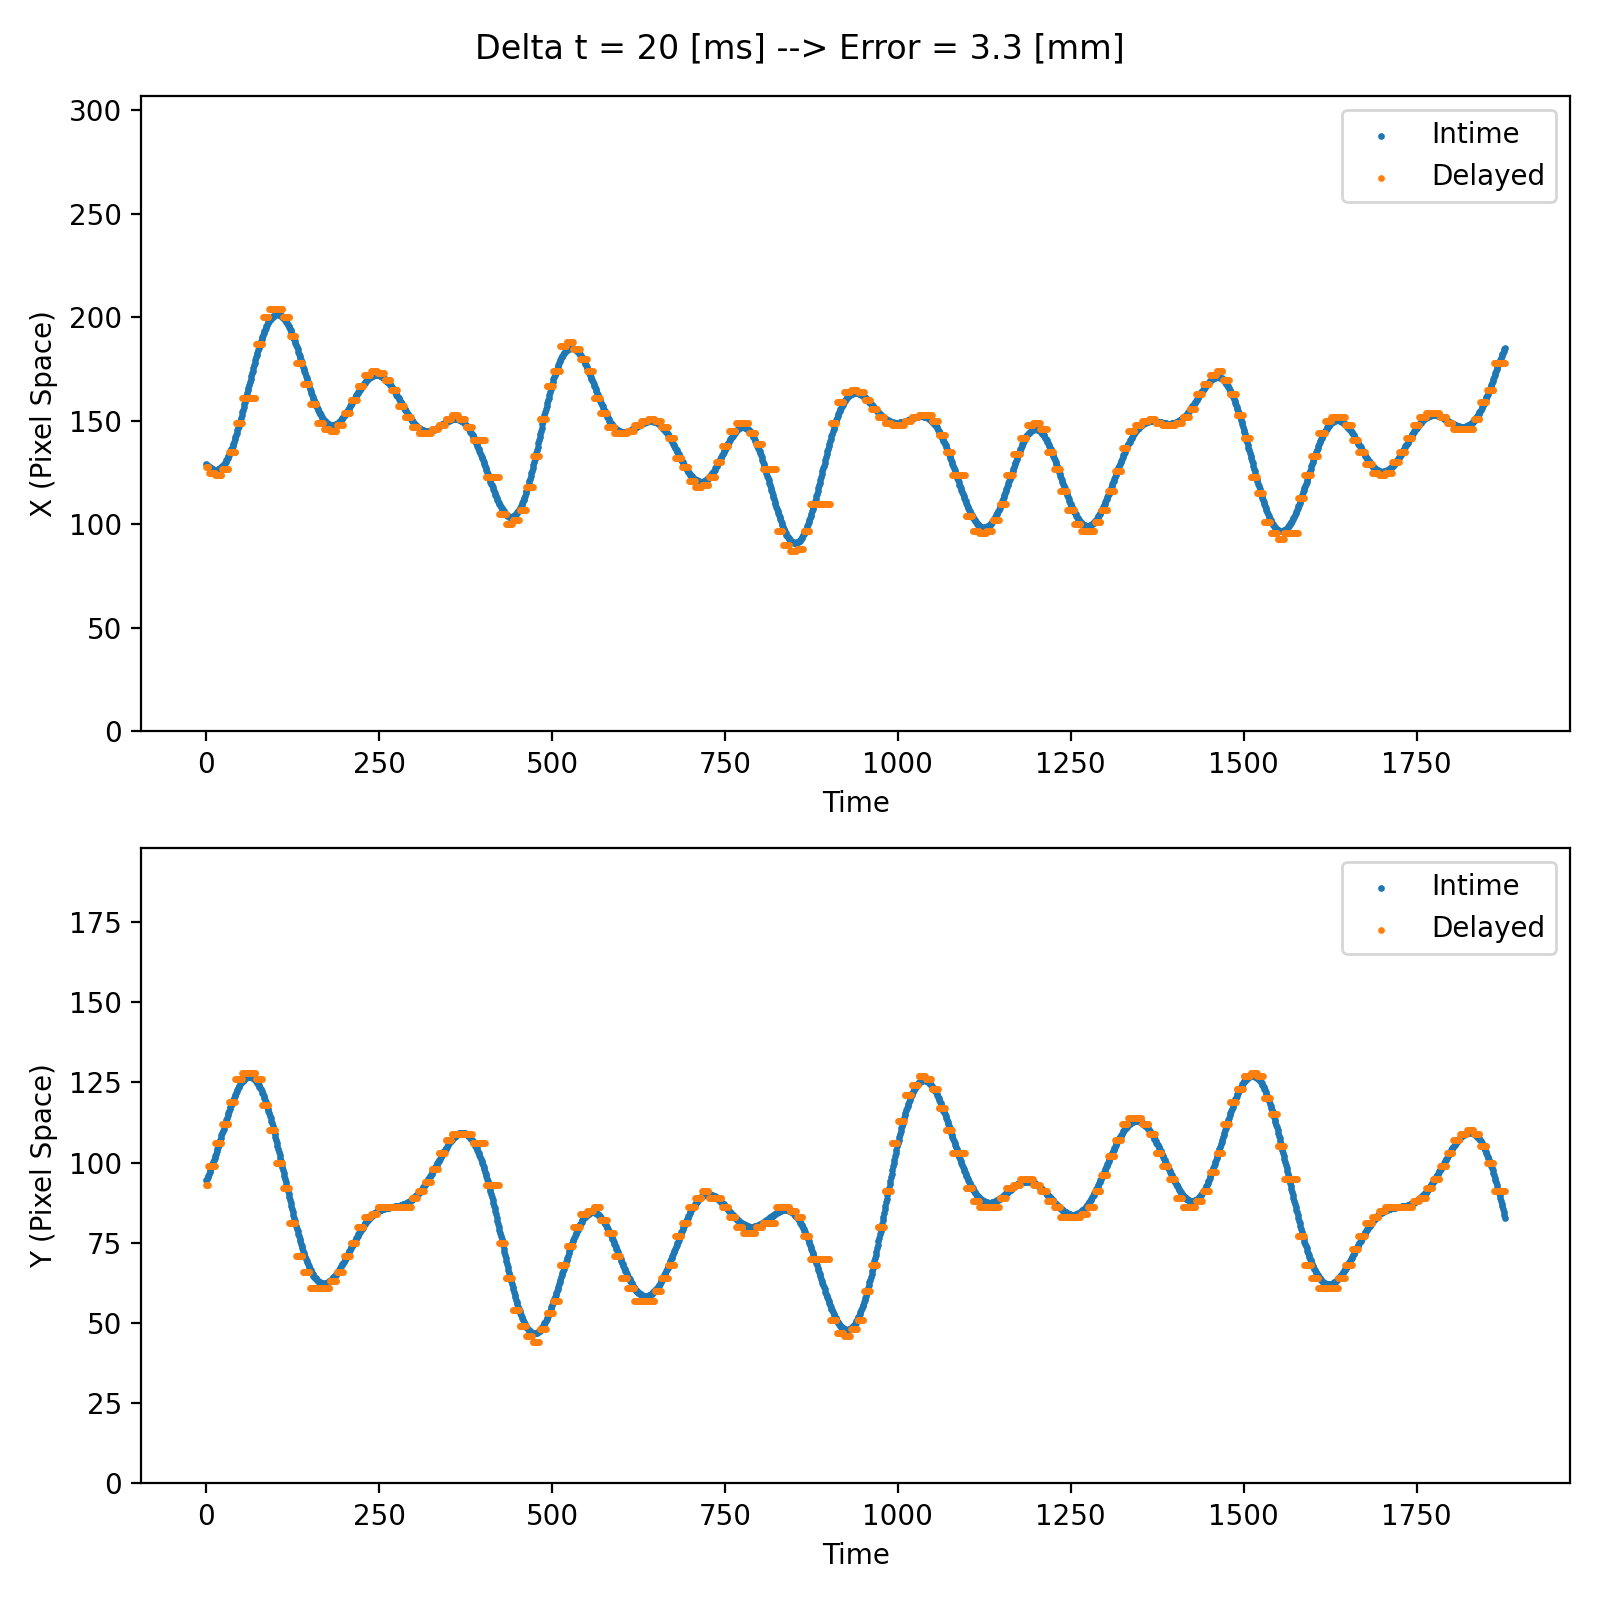 Delta t = 20 [ms] --> Error = 3.3 [mm]
300
250
200
150
100
50
0
X (Pixel Space)
Intime
Delayed
0 250 500 750 1000 1250 1500 1750
Time
175
150
125
100
75
50
25
0
Y (Pixel Space)
Intime
Delayed
0 250 500 750 1000 1250 1500 1750
Time